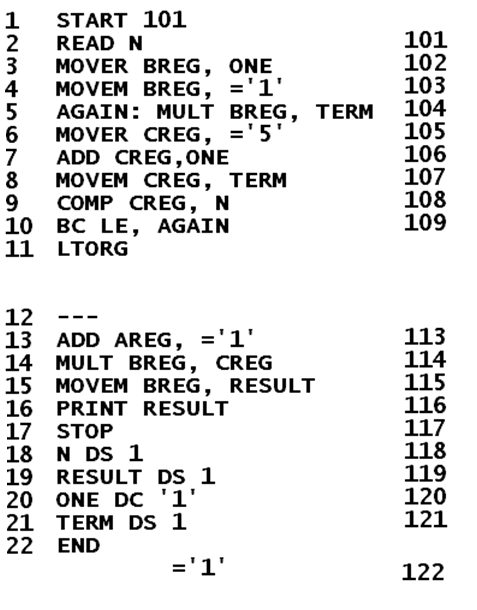 1 START 101
2 READ N 101
3 MOVER BREG, ONE 102
4 MOVEM BREG, ='1' 103
5 AGAIN: MULT BREG, TERM 104
6 MOVER CREG, ='5' 105
7 ADD CREG,ONE 106
8 MOVEM CREG, TERM 107
9 COMP CREG, N 108
10 BC LE, AGAIN 109
11 LTORG
12 ---
13 ADD AREG, ='1' 113
14 MULT BREG, CREG 114
15 MOVEM BREG, RESULT 115
16 PRINT RESULT 116
17 STOP 117
18 N DS 1 118
19 RESULT DS 1 119
20 ONE DC '1' 120
21 TERM DS 1 121
22 END
='1' 122